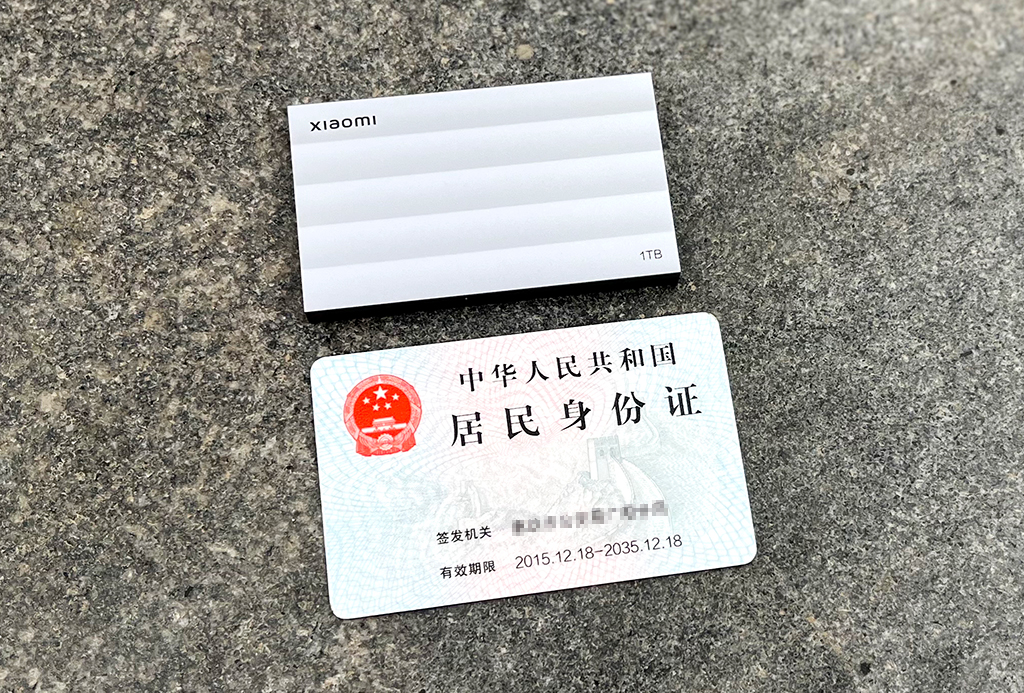 xiaomi
1TB
中华人民共和国
居民身份证
签发机关
有效期限 2015.12.18-2035.12.18